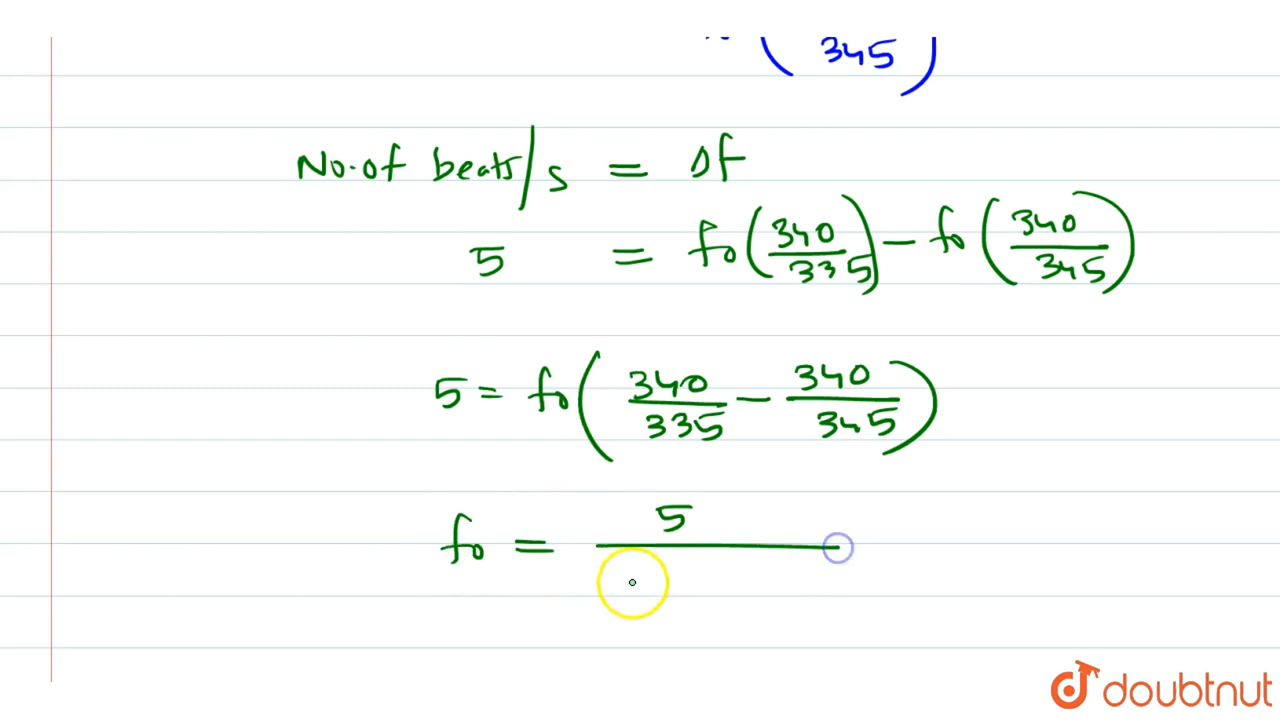 ( 345 )
No.of beats/s = Δf
5 = f₀(340/335) - f₀(340/345)
5 = f₀(340/335 - 340/345)
f₀ = 5/
doubtnut